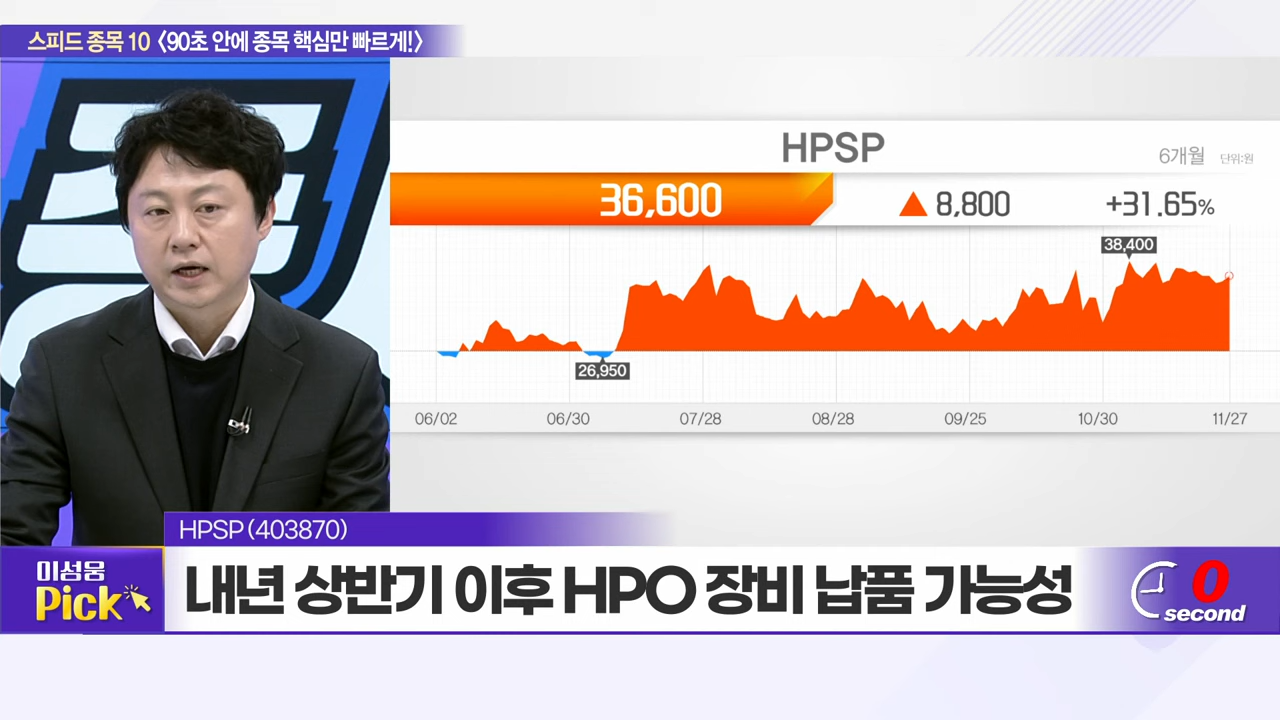 스피드 종목 10 〈90초 안에 종목 핵심만 빠르게!〉
HPSP
6개월 단위:원
36,600 ▲ 8,800 +31.65%
38,400
26,950
06/02 06/30 07/28 08/28 09/25 10/30 11/27
HPSP(403870)
이성웅
Pick
내년 상반기 이후 HPO 장비 납품 가능성
0
second